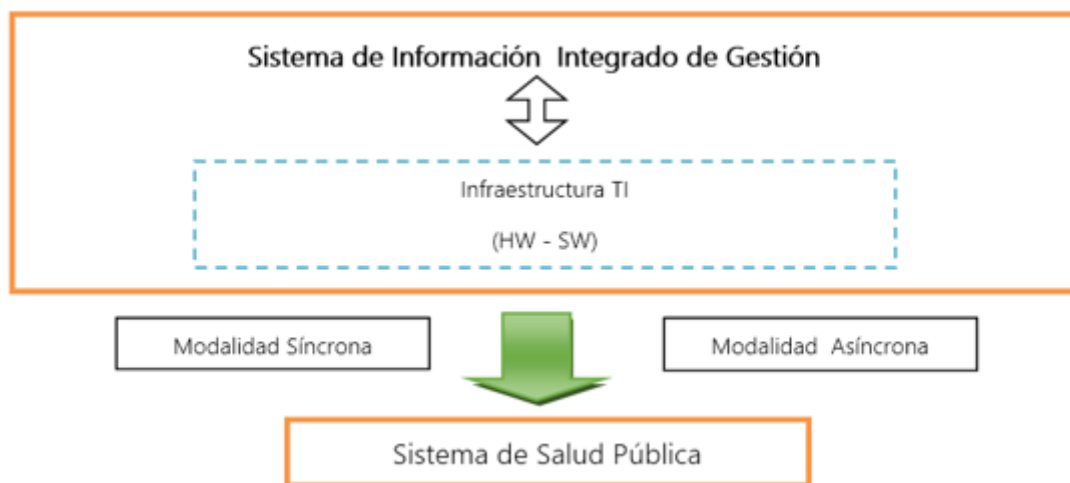 Sistema de Información Integrado de Gestión
Infraestructura TI
(HW - SW)
Modalidad Síncrona
Modalidad Asíncrona
Sistema de Salud Pública